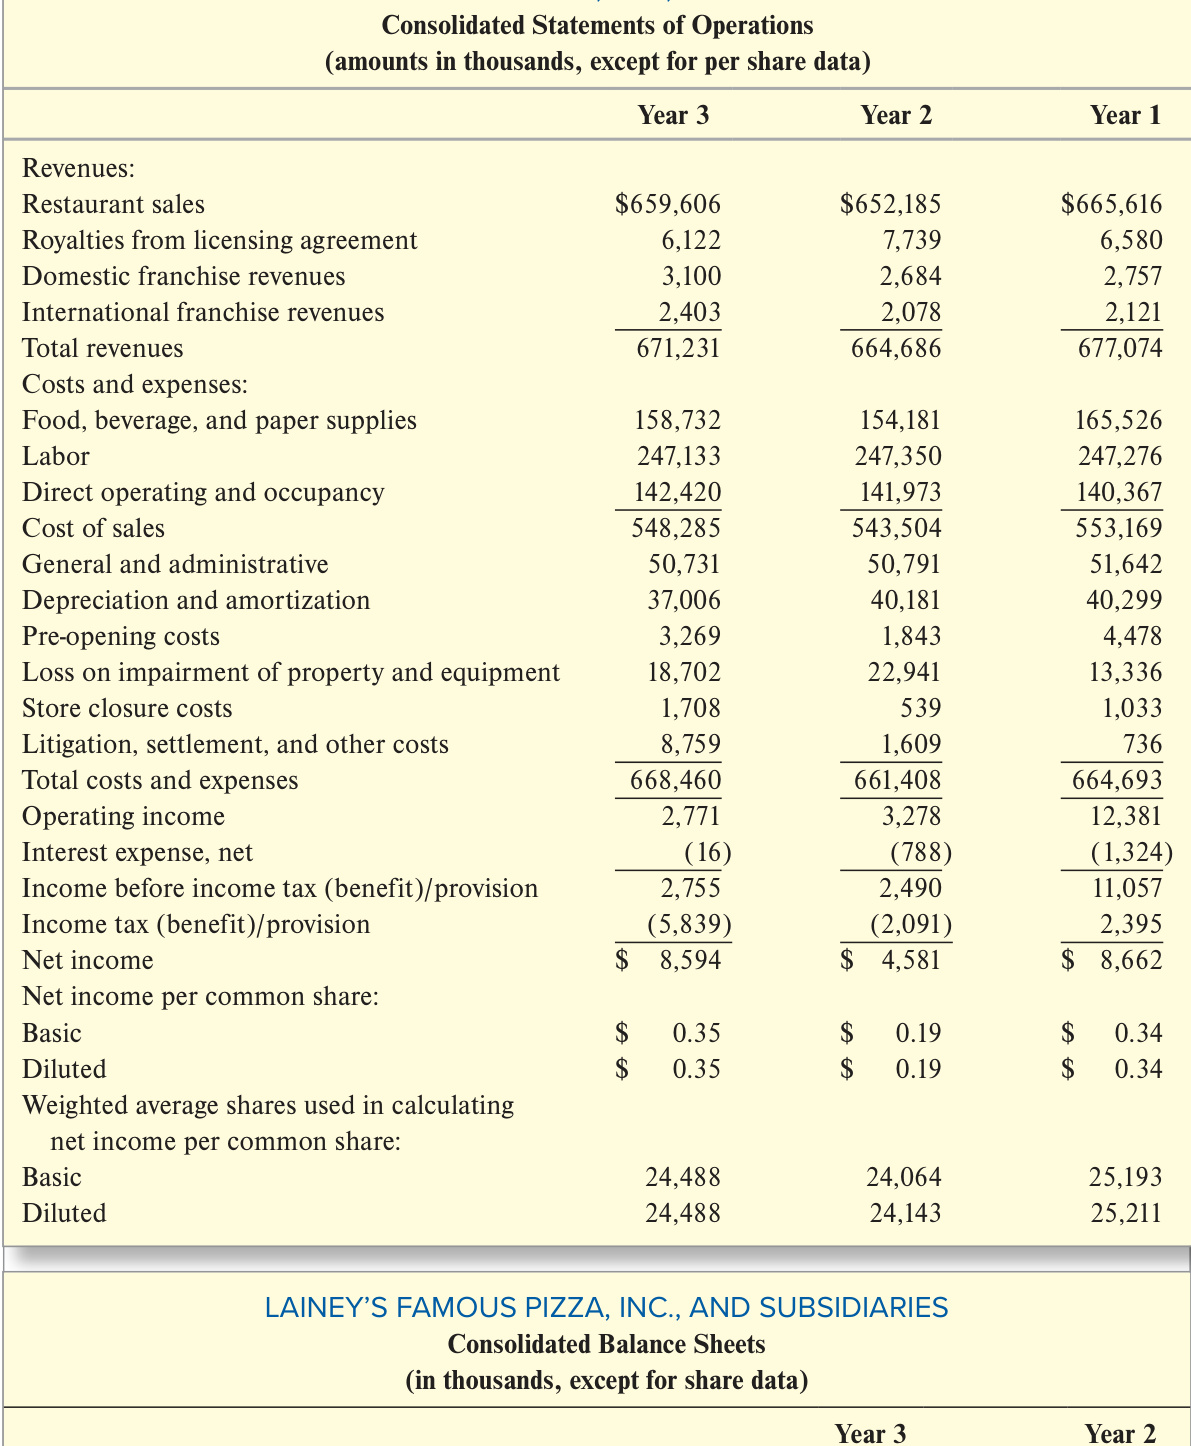 Consolidated Statements of Operations
(amounts in thousands, except for per share data)
Year 3 Year 2 Year 1
Revenues:
Restaurant sales $659,606 $652,185 $665,616
Royalties from licensing agreement 6,122 7,739 6,580
Domestic franchise revenues 3,100 2,684 2,757
International franchise revenues 2,403 2,078 2,121
Total revenues 671,231 664,686 677,074
Costs and expenses:
Food, beverage, and paper supplies 158,732 154,181 165,526
Labor 247,133 247,350 247,276
Direct operating and occupancy 142,420 141,973 140,367
Cost of sales 548,285 543,504 553,169
General and administrative 50,731 50,791 51,642
Depreciation and amortization 37,006 40,181 40,299
Pre-opening costs 3,269 1,843 4,478
Loss on impairment of property and equipment 18,702 22,941 13,336
Store closure costs 1,708 539 1,033
Litigation, settlement, and other costs 8,759 1,609 736
Total costs and expenses 668,460 661,408 664,693
Operating income 2,771 3,278 12,381
Interest expense, net (16) (788) (1,324)
Income before income tax (benefit)/provision 2,755 2,490 11,057
Income tax (benefit)/provision (5,839) (2,091) 2,395
Net income $ 8,594 $ 4,581 $ 8,662
Net income per common share:
Basic $ 0.35 $ 0.19 $ 0.34
Diluted $ 0.35 $ 0.19 $ 0.34
Weighted average shares used in calculating
net income per common share:
Basic 24,488 24,064 25,193
Diluted 24,488 24,143 25,211
LAINEY'S FAMOUS PIZZA, INC., AND SUBSIDIARIES
Consolidated Balance Sheets
(in thousands, except for share data)
Year 3 Year 2